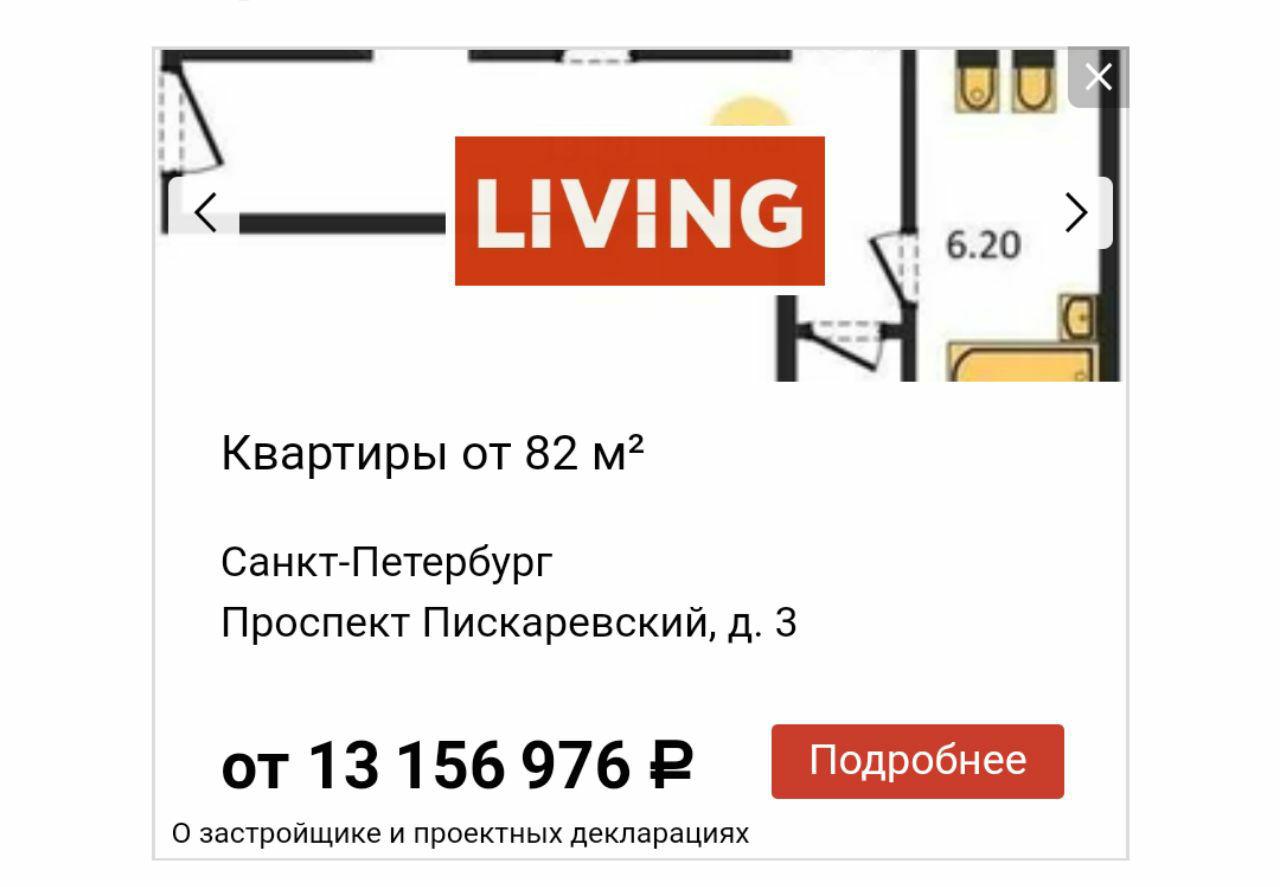 LIVING
6.20
Квартиры от 82 м²
Санкт-Петербург
Проспект Пискаревский, д. 3
от 13 156 976 ₽
Подробнее
О застройщике и проектных декларациях